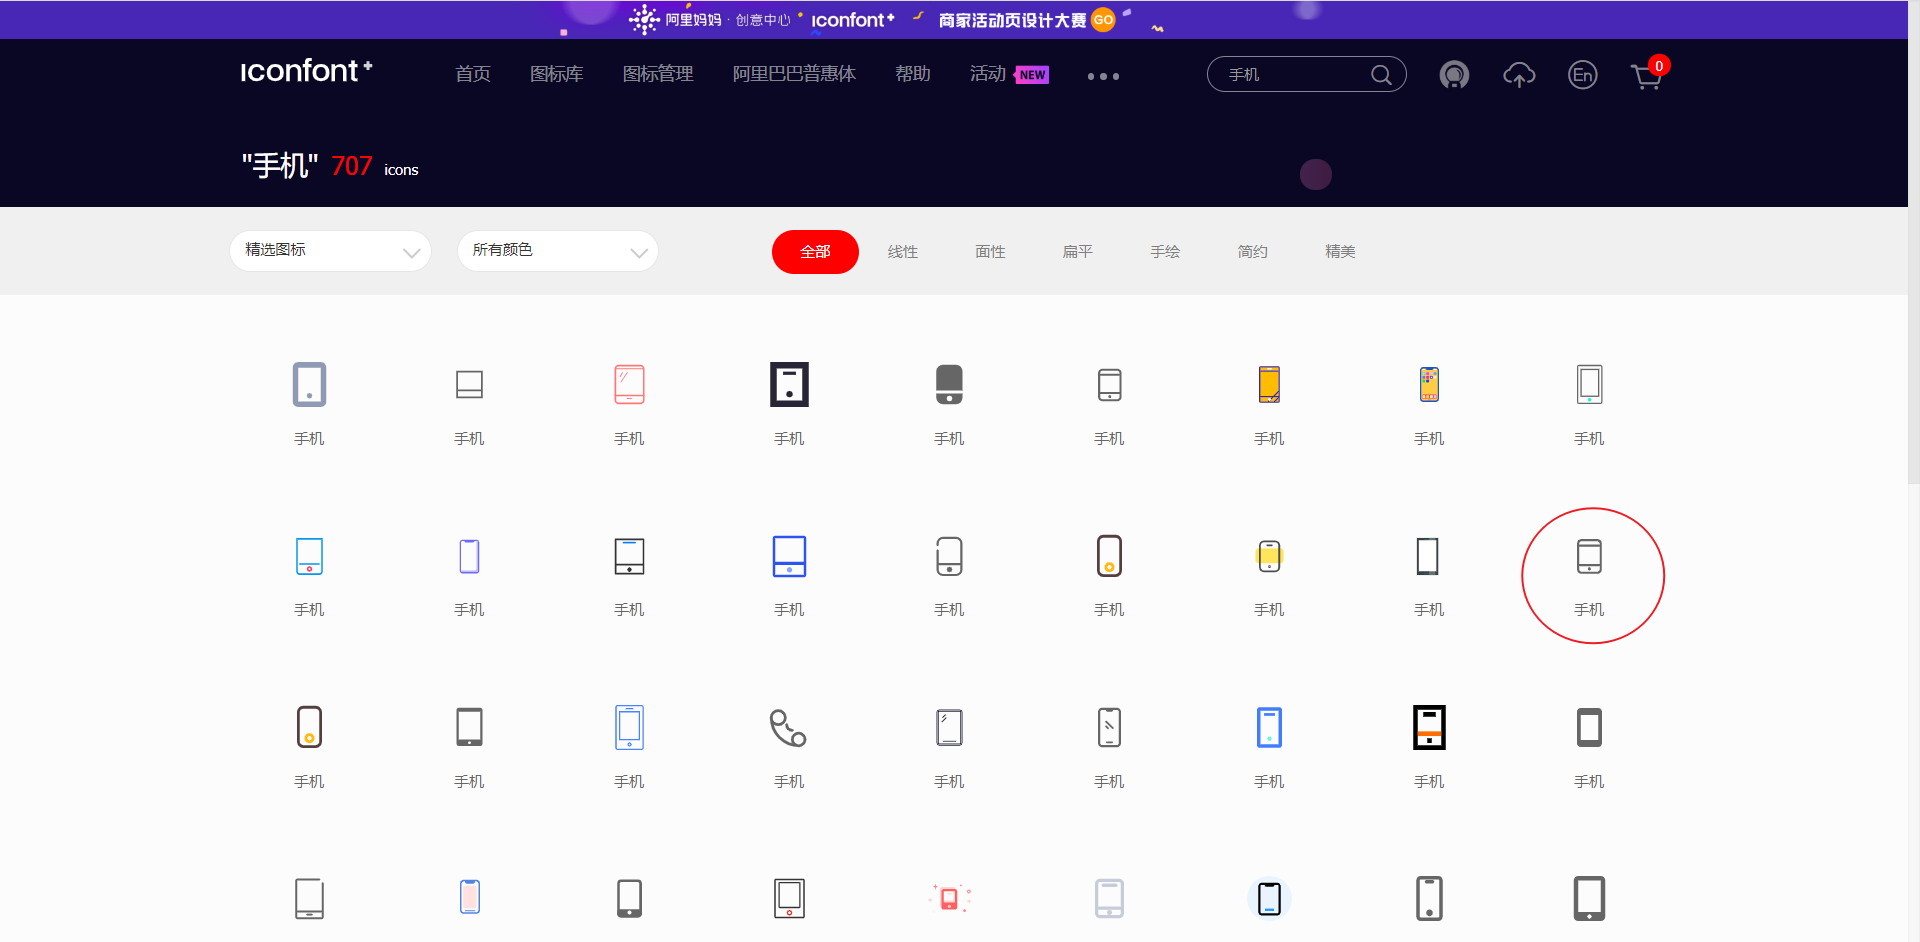 阿里妈妈·创意中心 iconfont+ 商家活动页设计大赛 GO
iconfont+ 首页 图标库 图标管理 阿里巴巴普惠体 帮助 活动 NEW 手机 En 0
"手机" 707 icons
精选图标 所有颜色 全部 线性 面性 扁平 手绘 简约 精美
手机 手机 手机 手机 手机 手机 手机 手机 手机
手机 手机 手机 手机 手机 手机 手机 手机 手机
手机 手机 手机 手机 手机 手机 手机 手机 手机